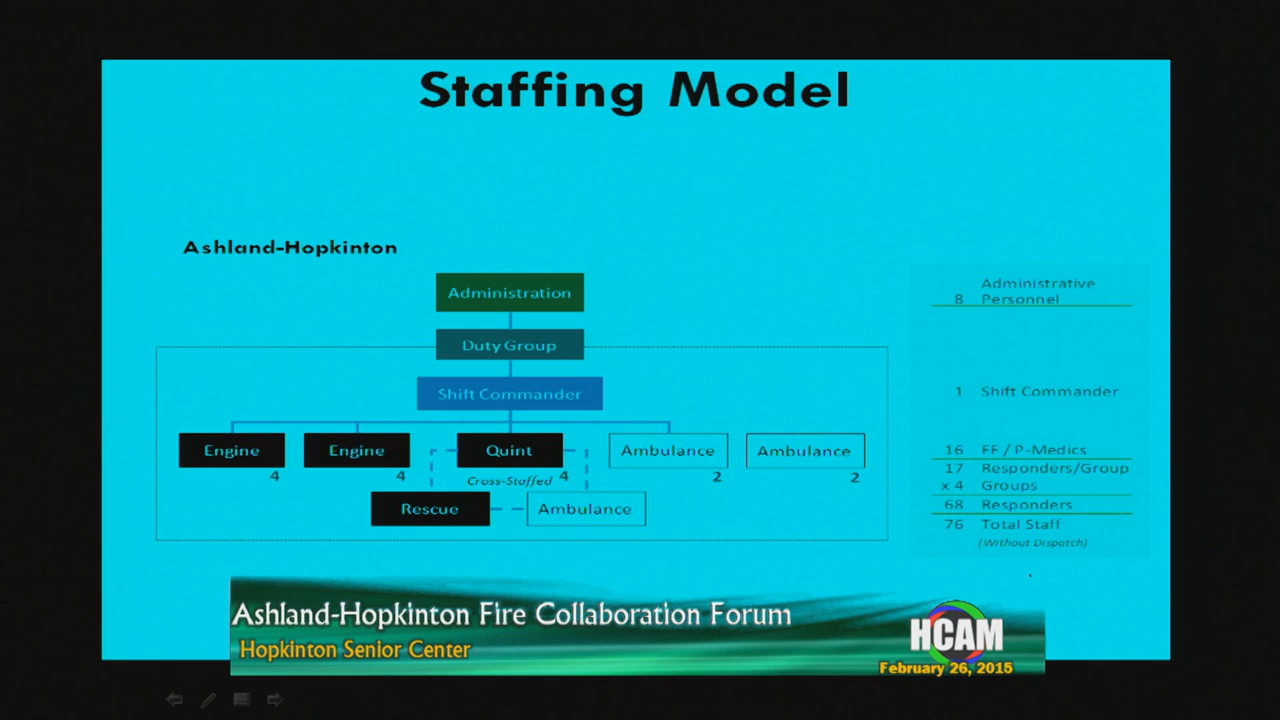 Staffing Model
Ashland-Hopkinton
Administration
Duty Group
Shift Commander
Engine
4
Engine
4
Quint
4
Cross-Staffed
Ambulance
2
Ambulance
2
Rescue
Ambulance
Administrative
8 Personnel
1 Shift Commander
16 FF / P-Medics
17 Responders/Group
x 4 Groups
68 Responders
76 Total Staff
(Without Dispatch)
Ashland-Hopkinton Fire Collaboration Forum
Hopkinton Senior Center
HCAM
February 26, 2015